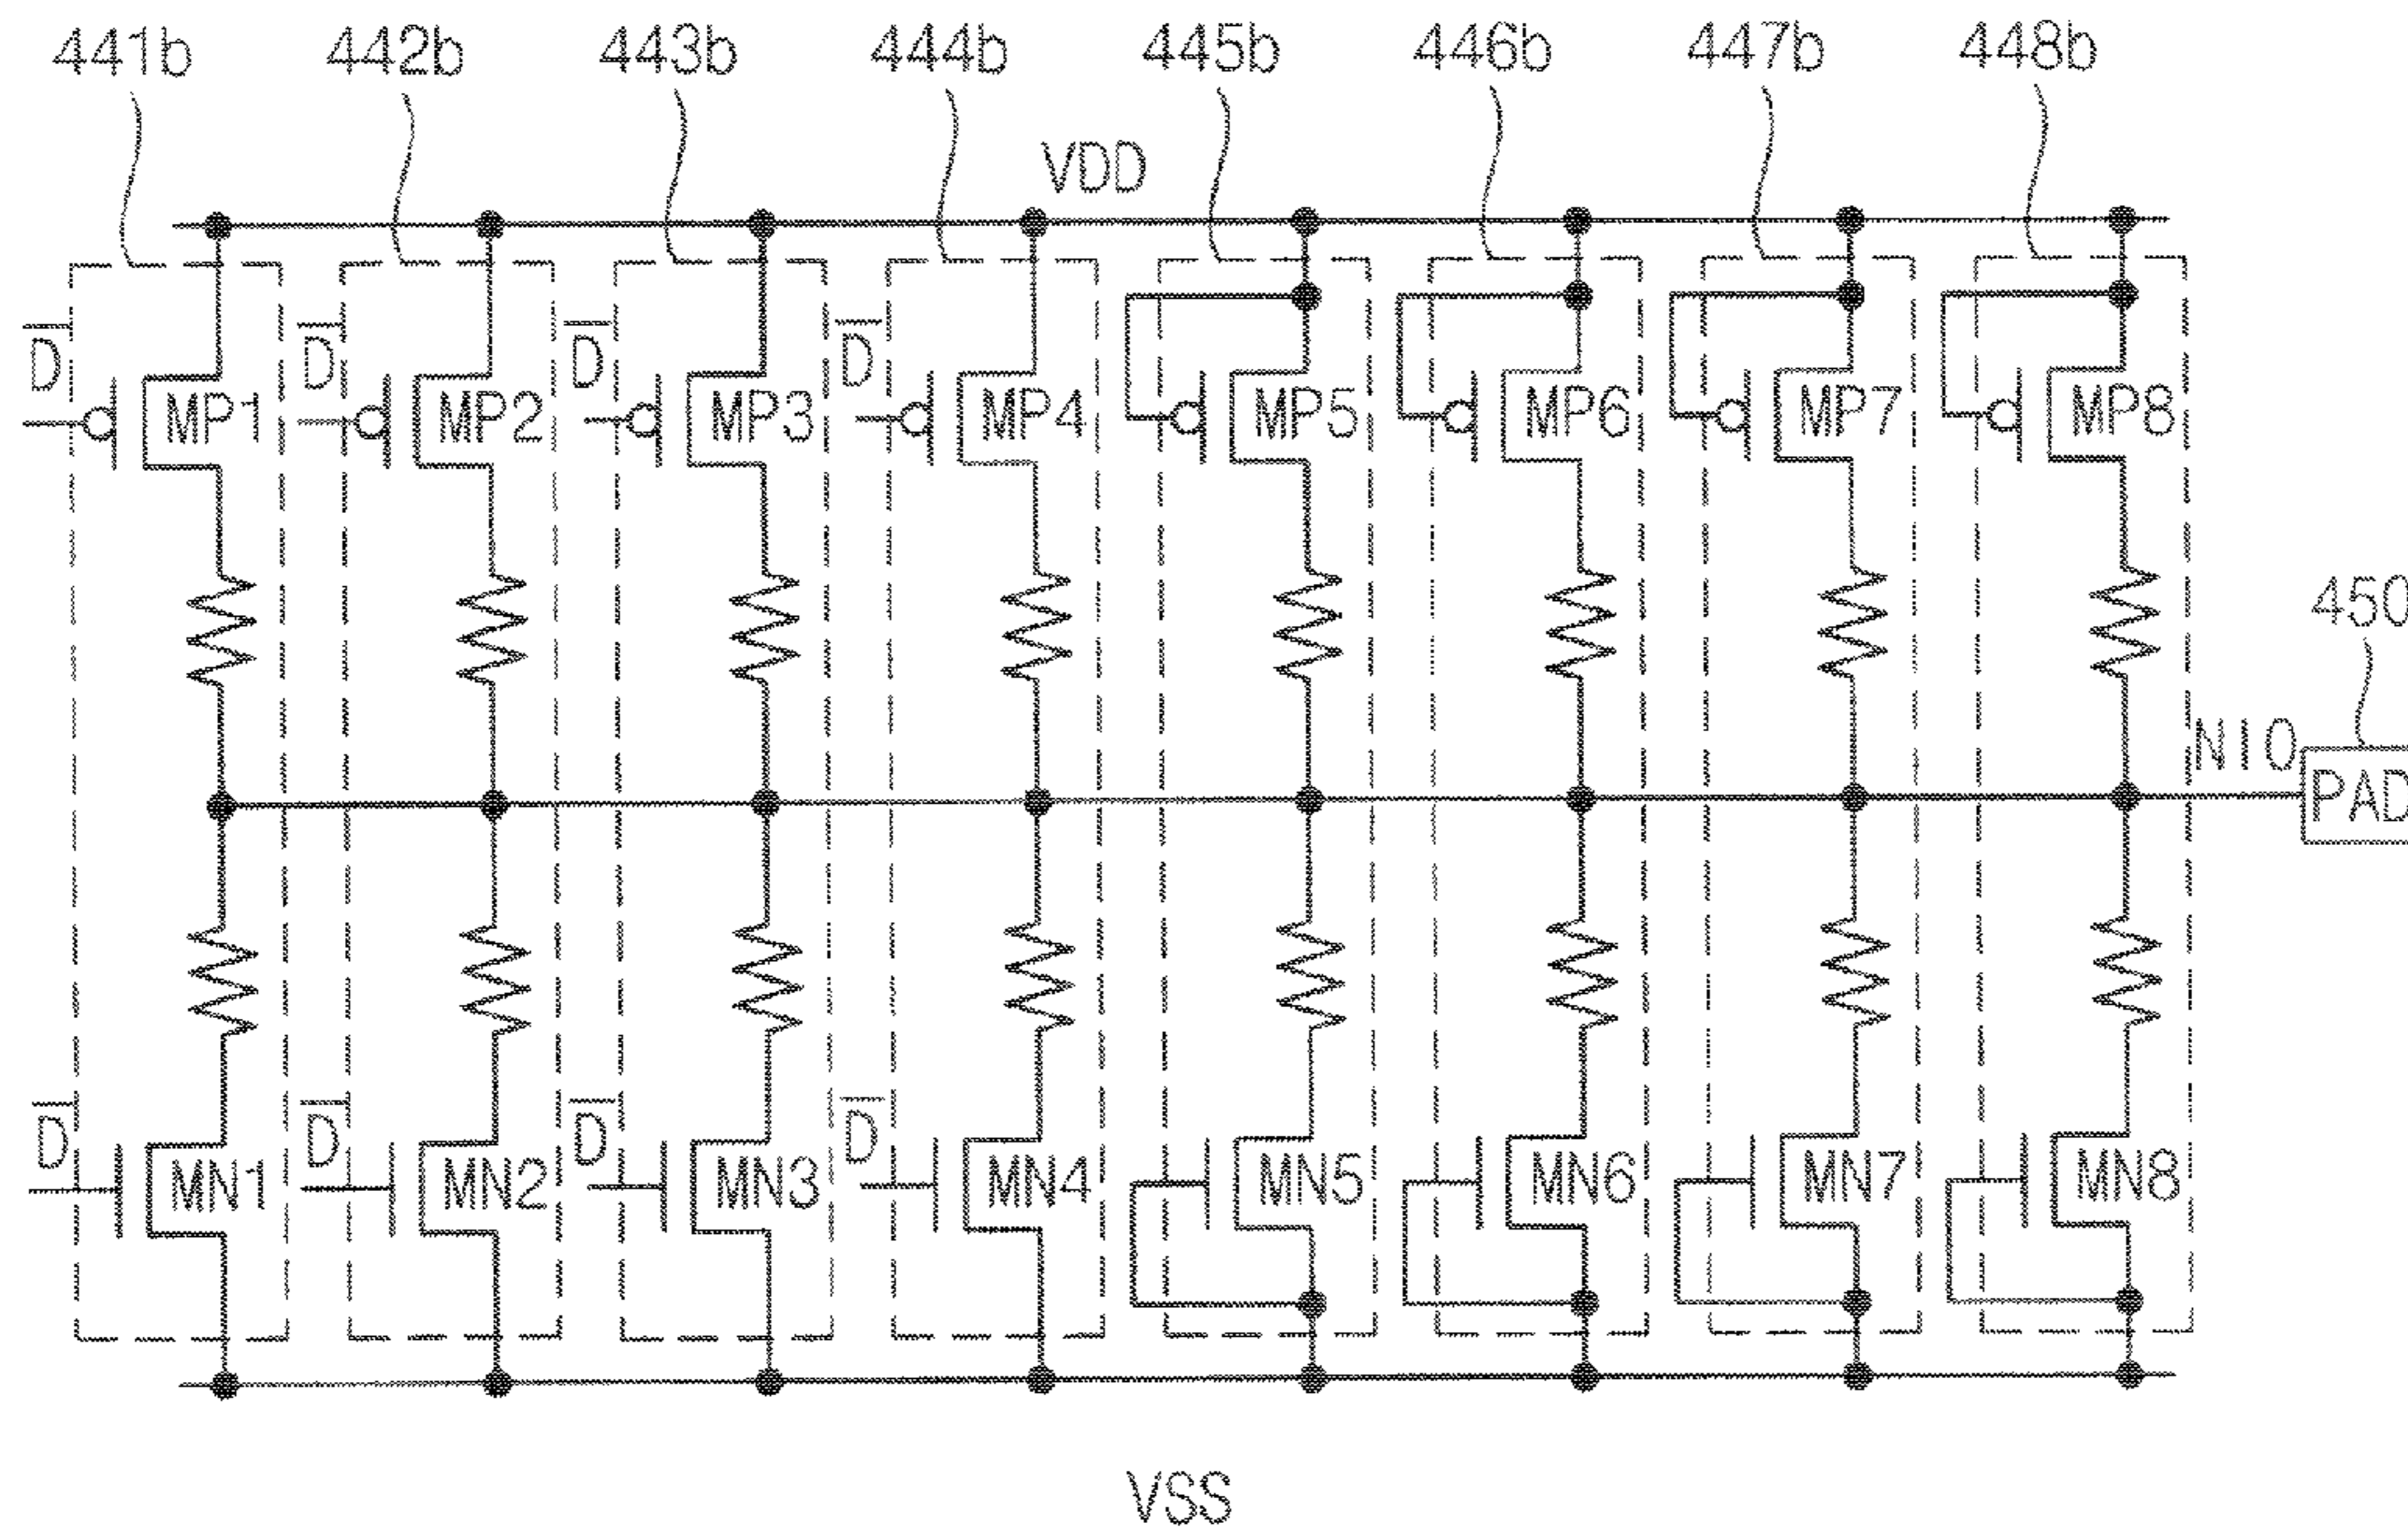 441b 442b 443b 444b 445b 446b 447b 448b
VDD
D̅ D̅ D̅ D̅
MP1 MP2 MP3 MP4 MP5 MP6 MP7 MP8
450
NIO
PAD
D̅ D̅ D̅ D̅
MN1 MN2 MN3 MN4 MN5 MN6 MN7 MN8
VSS